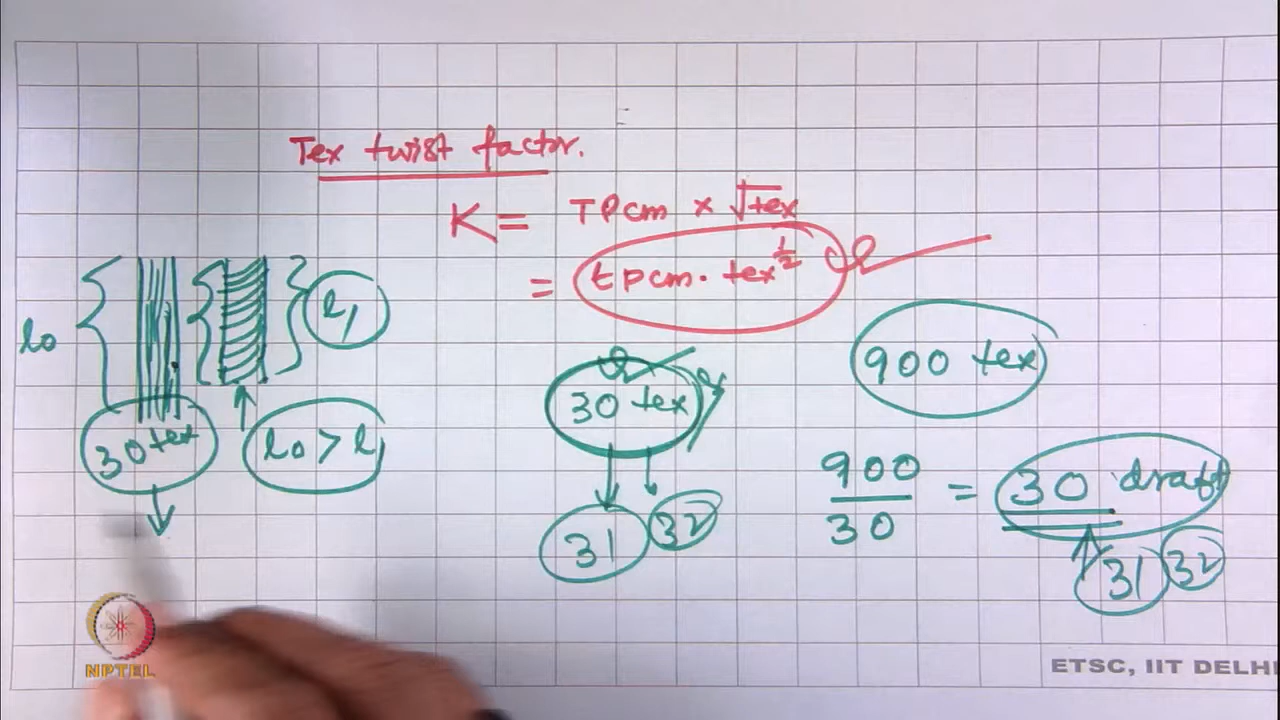 Tex twist factor.
K = TPcm × √tex
= tpcm. tex^1/2
l0
l1
30 tex
l0 > l1
30 tex
31
32
900 tex
900/30 = 30 draft
31
32
NPTEL
ETSC, IIT DELHI